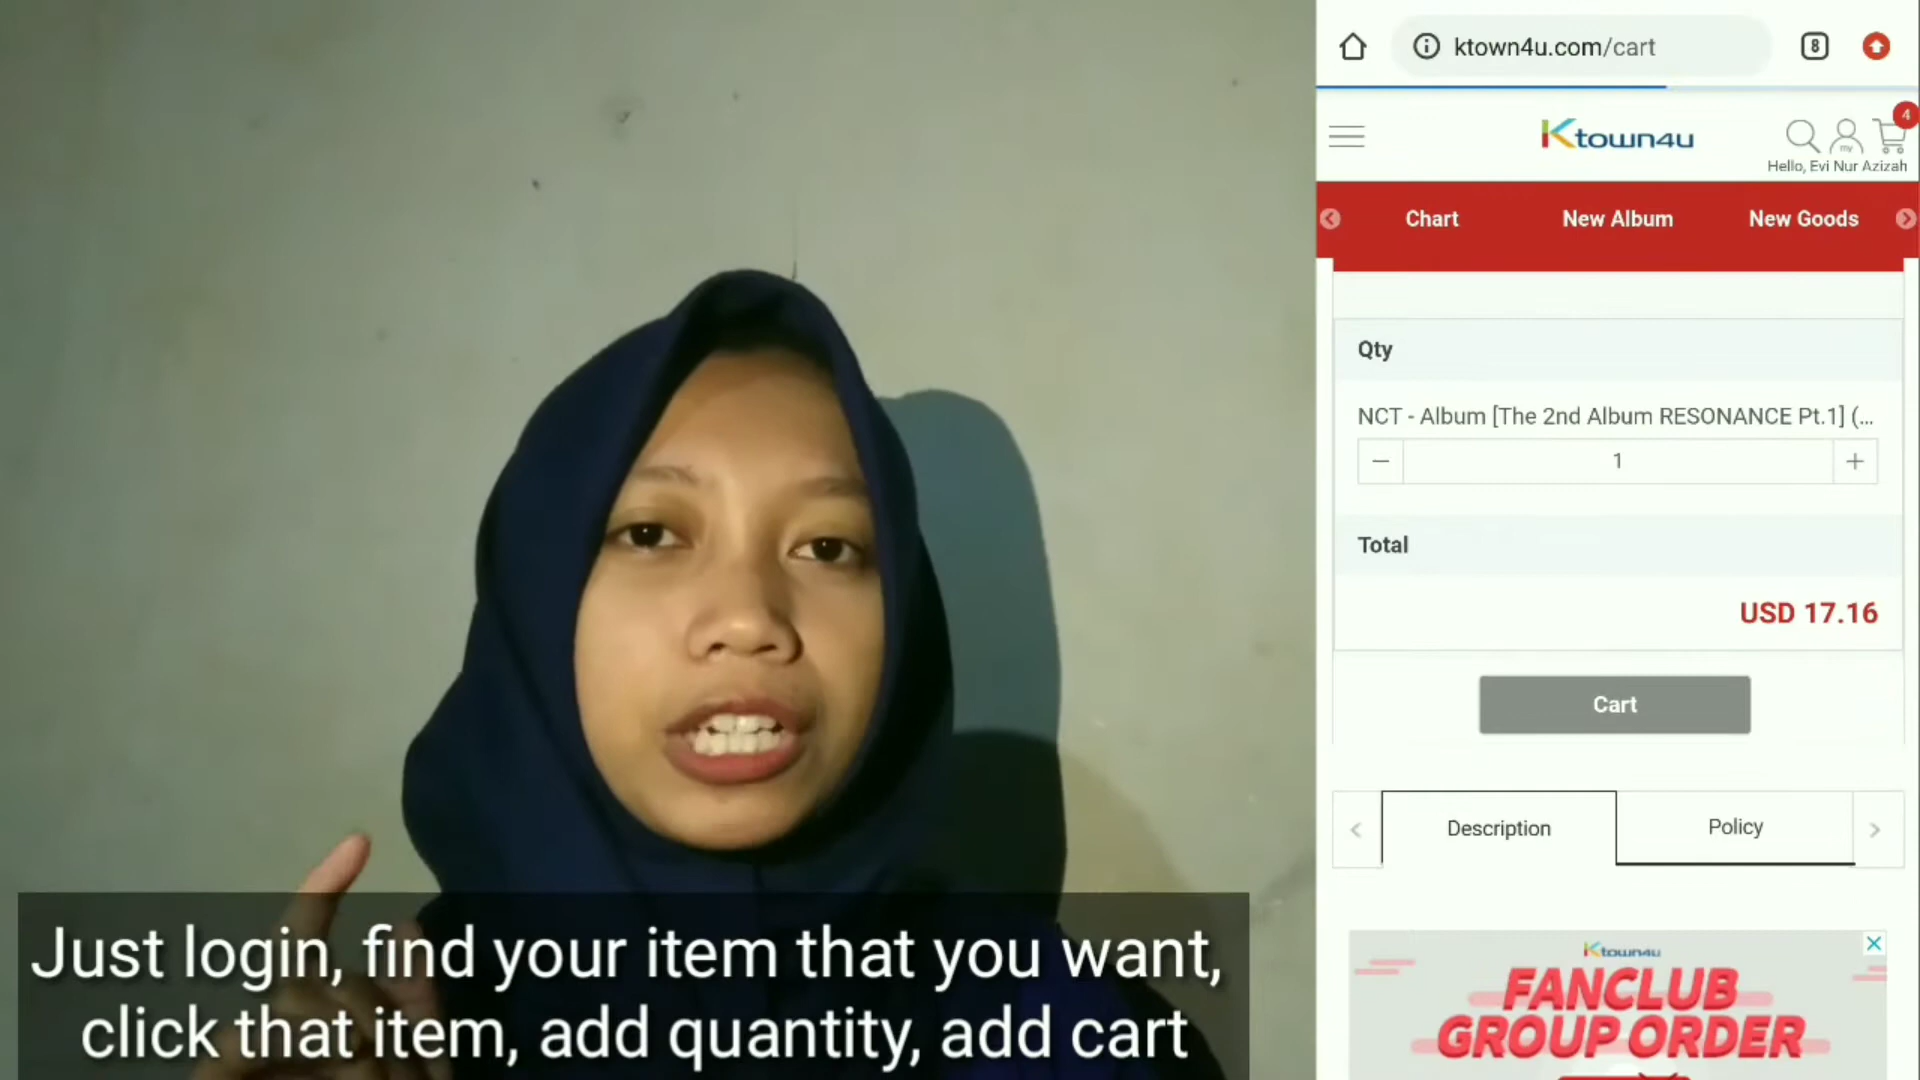 ktown4u.com/cart
8
4
Ktown4u
my
Hello, Evi Nur Azizah
Chart
New Album
New Goods
Qty
NCT - Album [The 2nd Album RESONANCE Pt.1] (...
1
Total
USD 17.16
Cart
Description
Policy
Ktown4u
FANCLUB
GROUP ORDER
Just login, find your item that you want,
click that item, add quantity, add cart